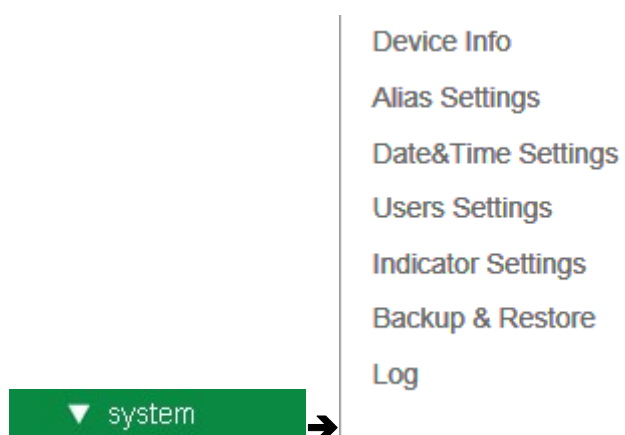 Device Info
Alias Settings
Date&Time Settings
Users Settings
Indicator Settings
Backup & Restore
Log
system